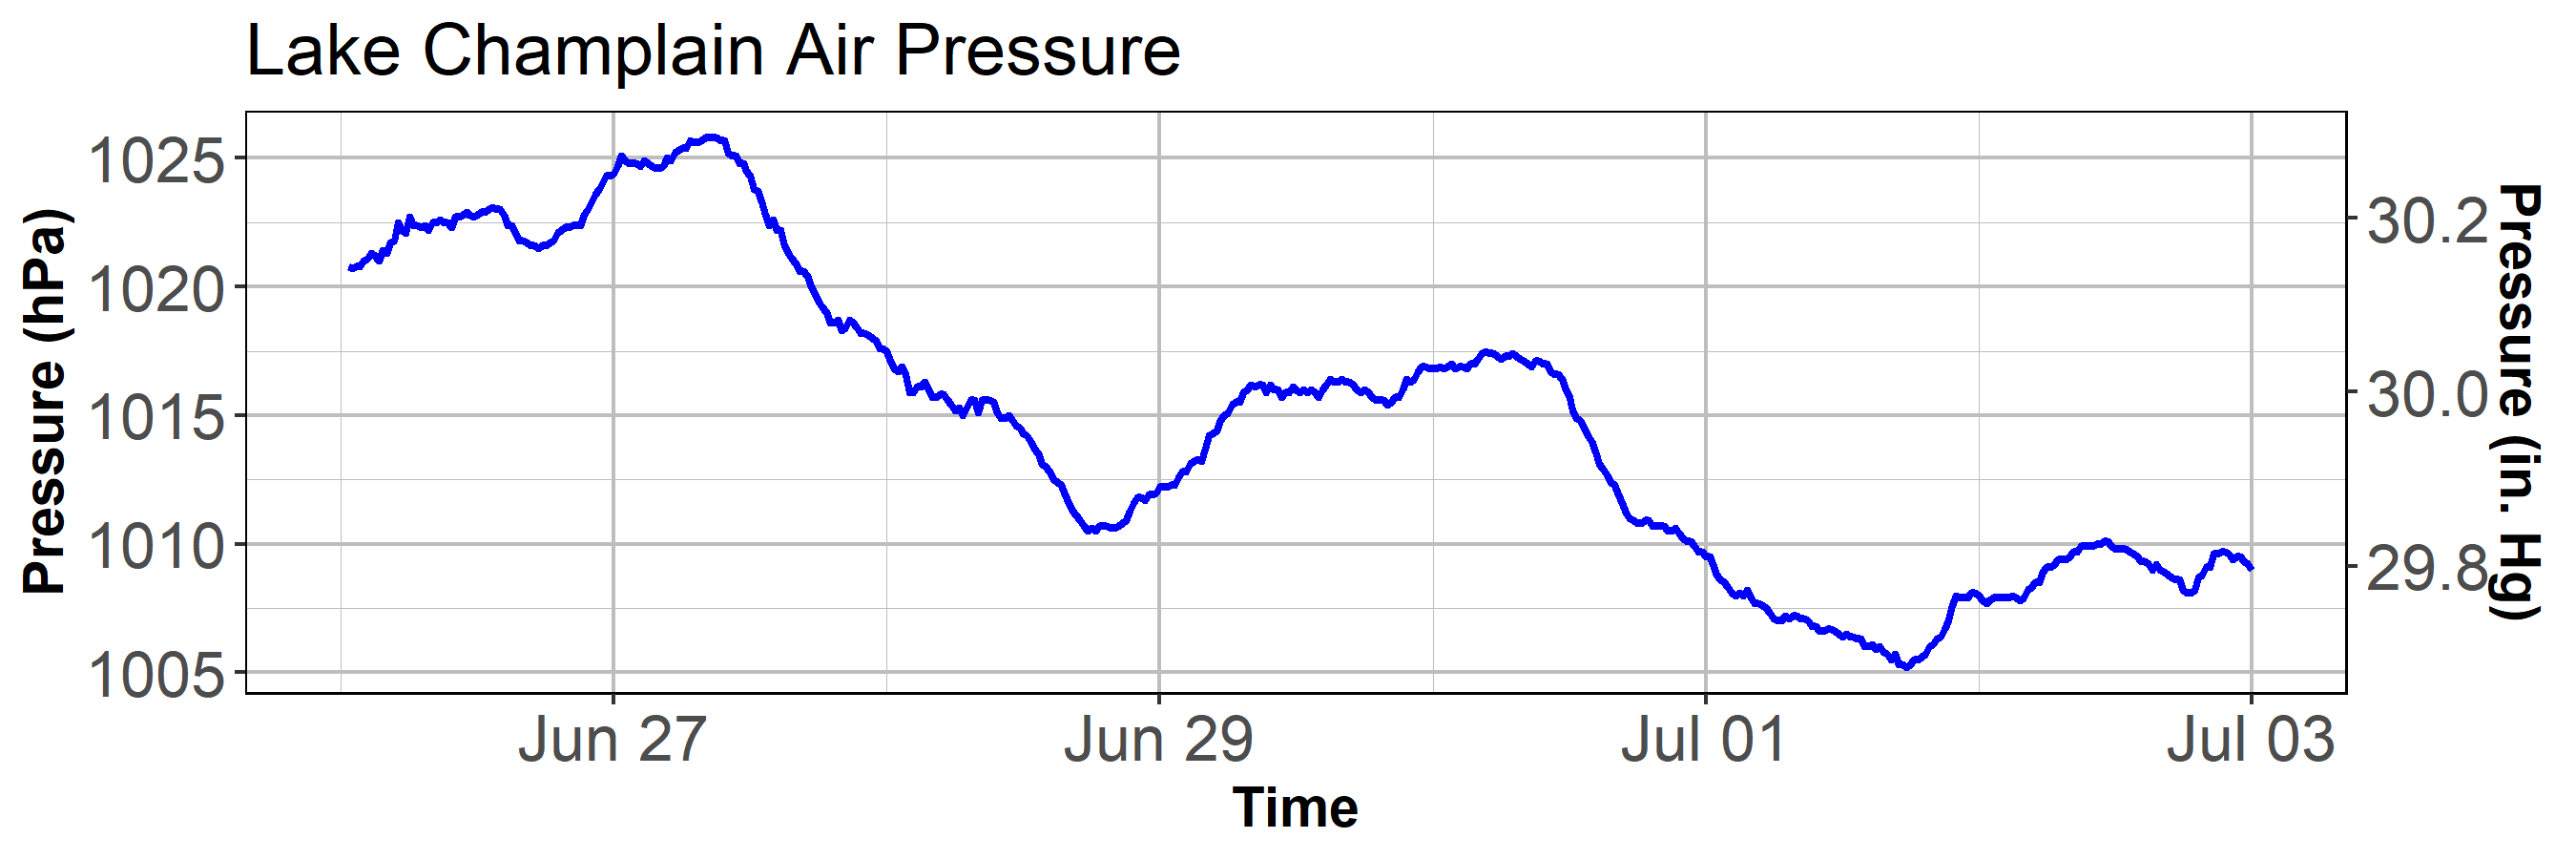 Lake Champlain Air Pressure
Pressure (hPa)
1025
1020
1015
1010
1005
30.2
30.0
29.8
Pressure (in. Hg)
Jun 27
Jun 29
Jul 01
Jul 03
Time